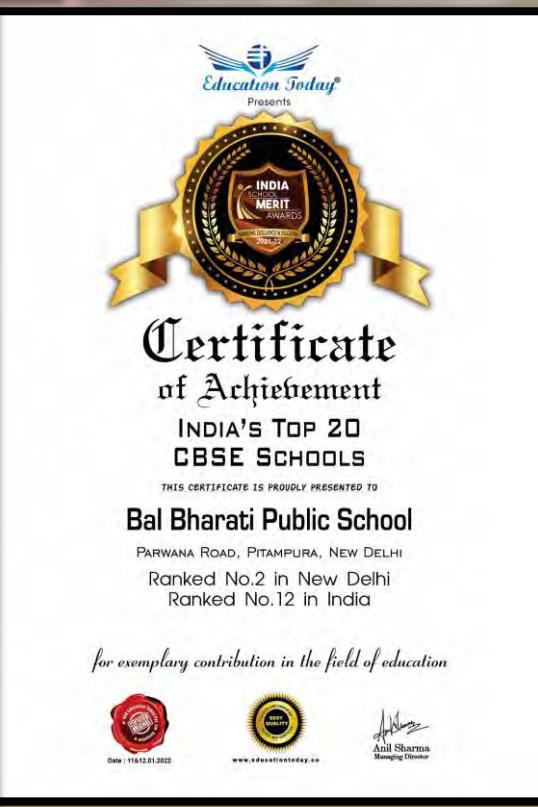 Education Today®
Presents
INDIA
SCHOOL
MERIT
AWARDS
2021-22
Certificate
of Achievement
INDIA'S TOP 20
CBSE SCHOOLS
THIS CERTIFICATE IS PROUDLY PRESENTED TO
Bal Bharati Public School
PARWANA ROAD, PITAMPURA, NEW DELHI
Ranked No.2 in New Delhi
Ranked No.12 in India
for exemplary contribution in the field of education
BEST
QUALITY
Anil Sharma
Managing Director
Date : 11&12.01.2022
www.educationtoday.co